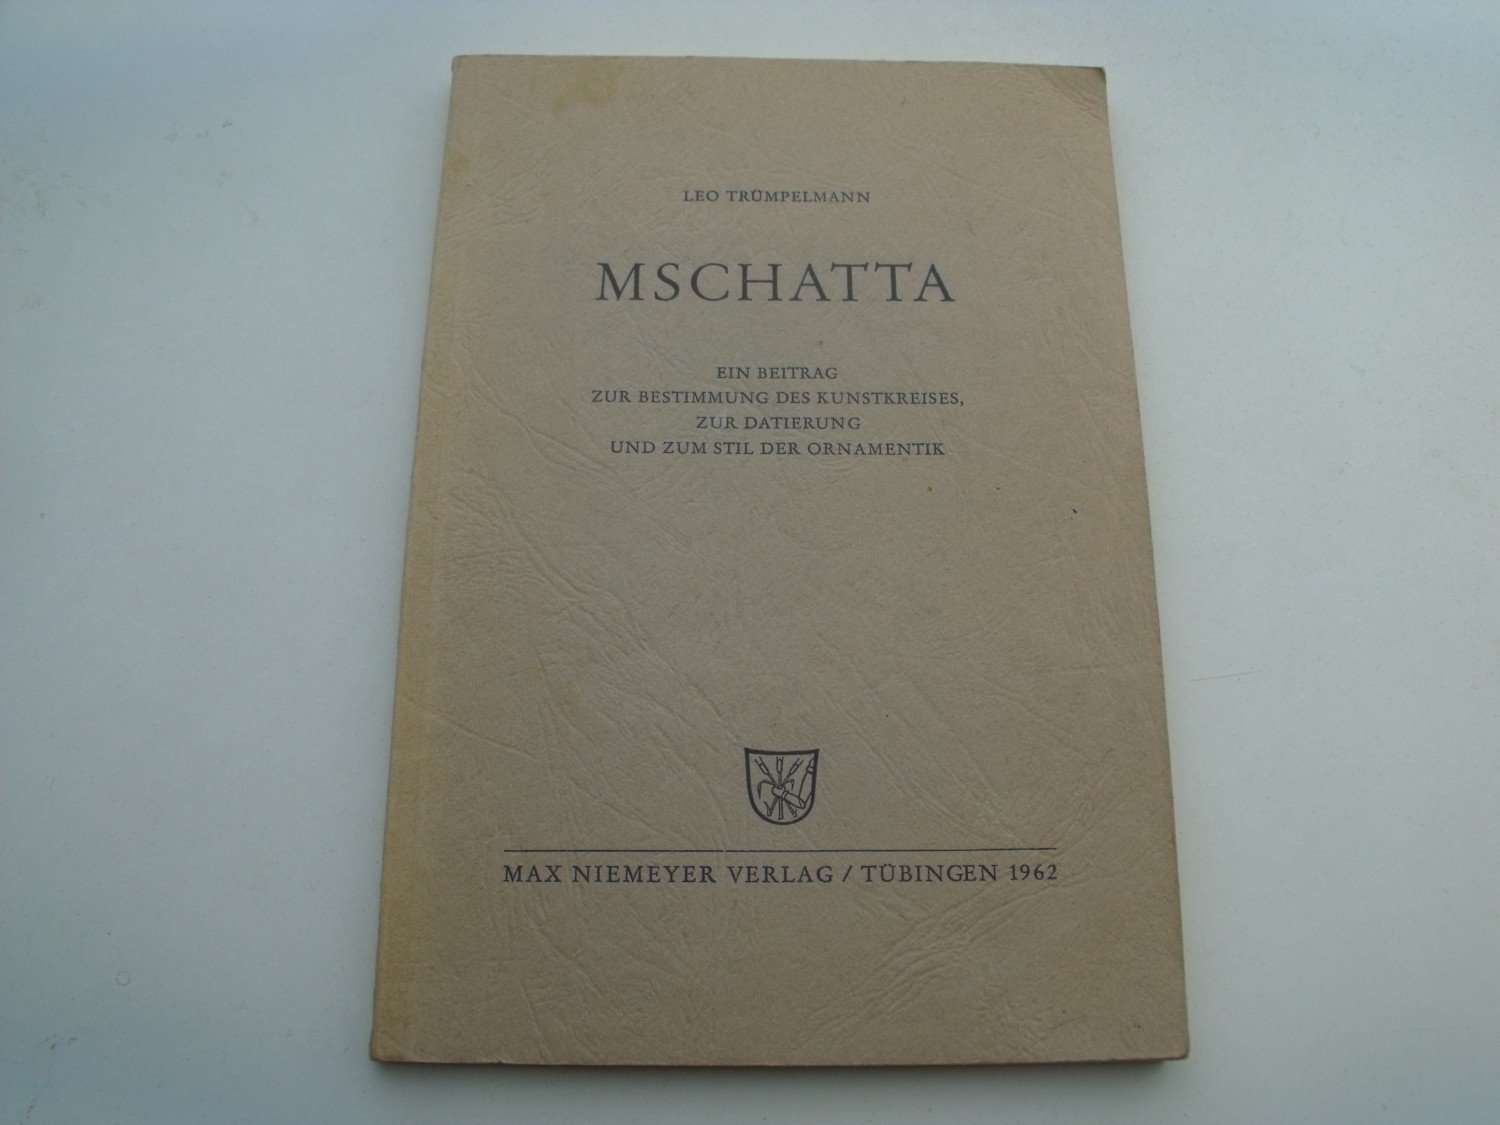 LEO TRÜMPELMANN
MSCHATTA
EIN BEITRAG
ZUR BESTIMMUNG DES KUNSTKREISES,
ZUR DATIERUNG
UND ZUM STIL DER ORNAMENTIK
MAX NIEMEYER VERLAG / TÜBINGEN 1962